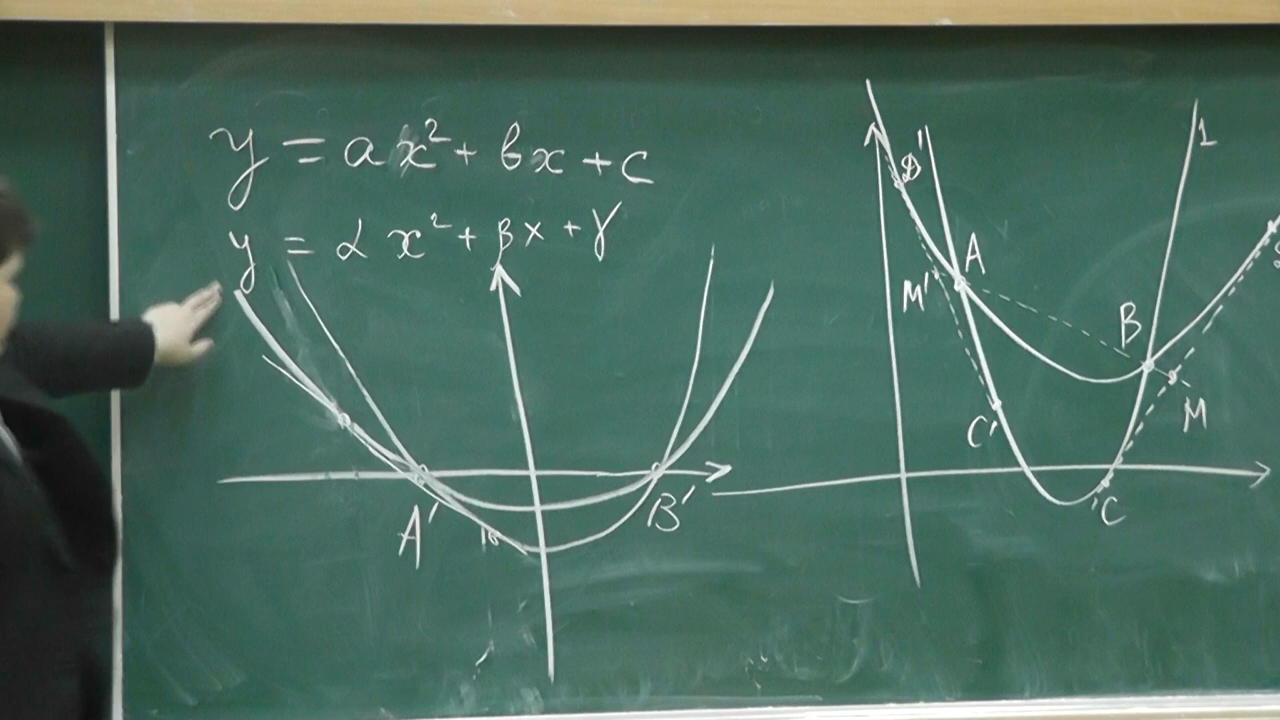 y = ax² + bx + c
y = αx² + βx + γ
A'
B'
D'
A
M'
B
1
C'
M
C